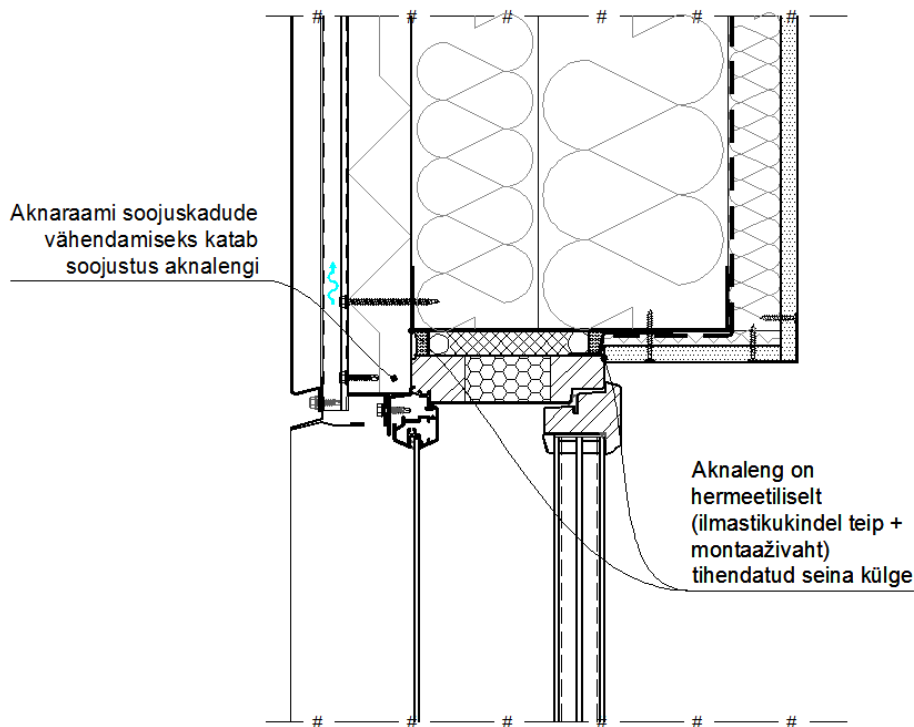 # # # # # #
Aknaraami soojuskadude
vähendamiseks katab
soojustus aknalengi
Aknaleng on
hermeetiliselt
(ilmastikukindel teip +
montaaživaht)
tihendatud seina külge
# # # # # #